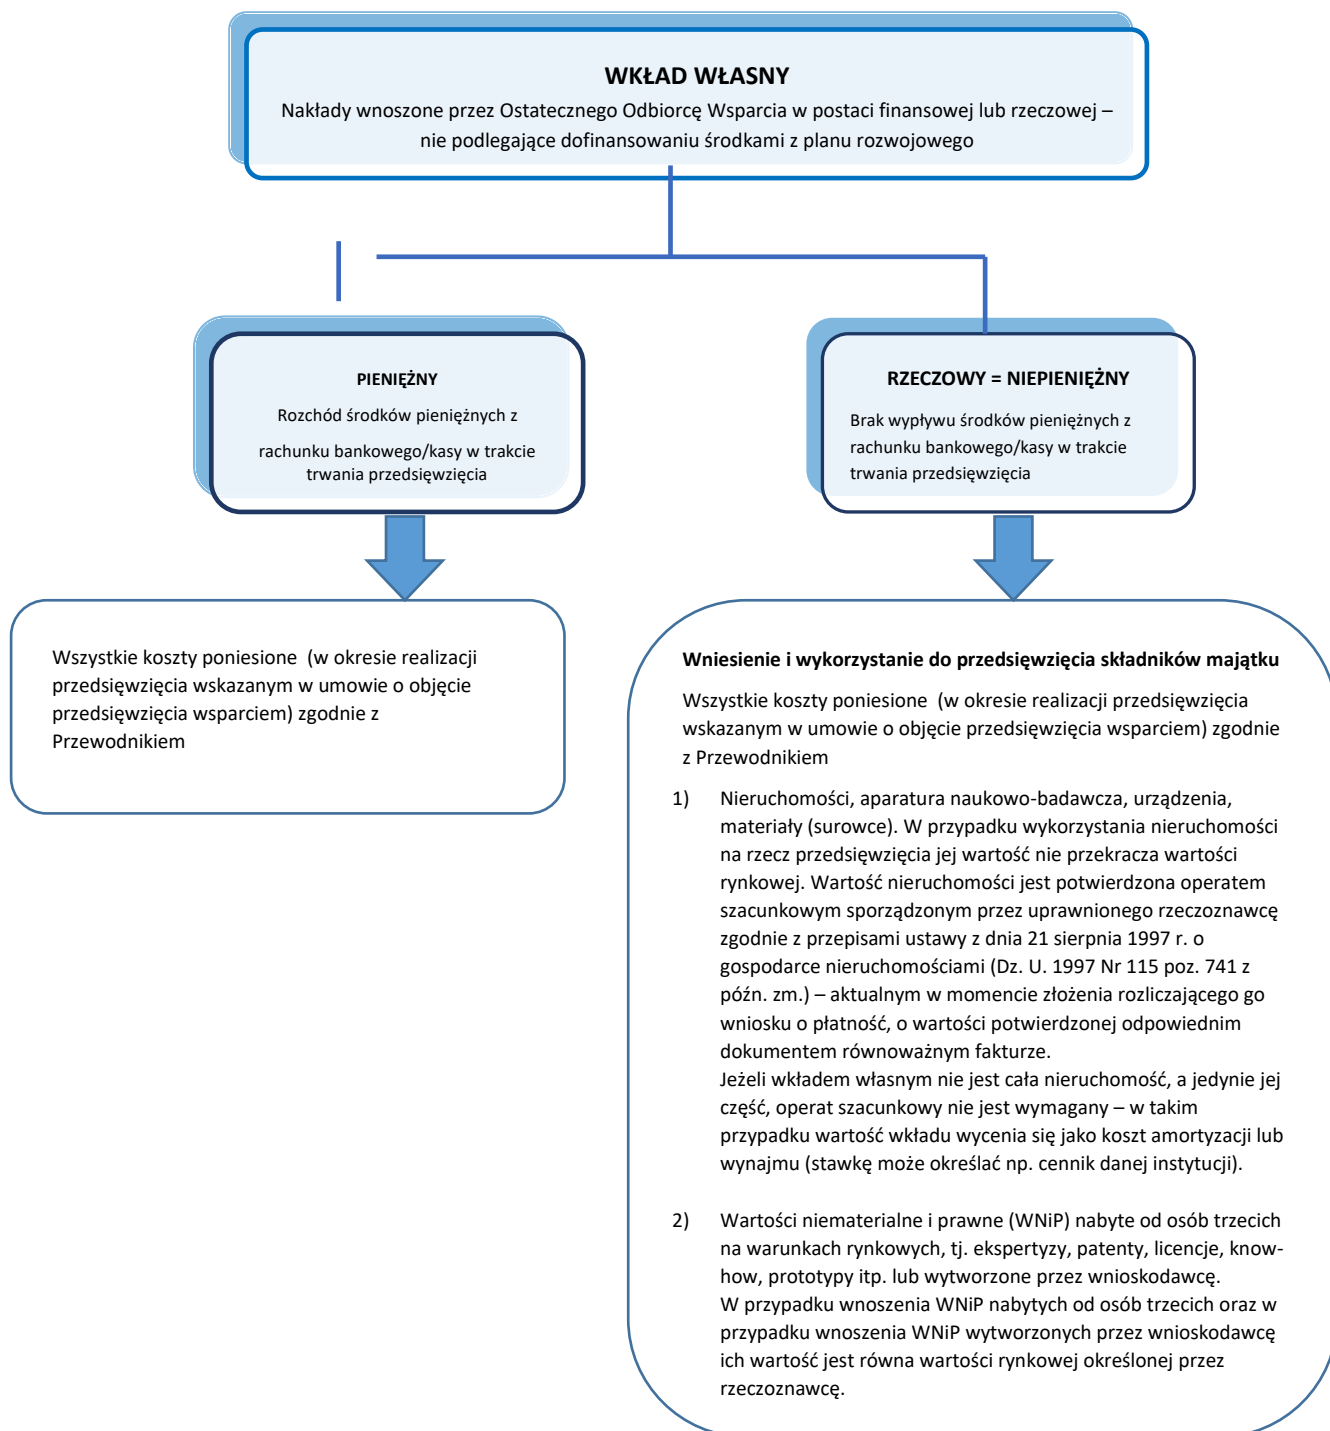 WKŁAD WŁASNY
Nakłady wnoszone przez Ostatecznego Odbiorcę Wsparcia w postaci finansowej lub rzeczowej –
nie podlegające dofinansowaniu środkami z planu rozwojowego
PIENIĘŻNY
Rozchód środków pieniężnych z
rachunku bankowego/kasy w trakcie
trwania przedsięwzięcia
RZECZOWY = NIEPIENIĘŻNY
Brak wypływu środków pieniężnych z
rachunku bankowego/kasy w trakcie
trwania przedsięwzięcia
Wszystkie koszty poniesione (w okresie realizacji
przedsięwzięcia wskazanym w umowie o objęcie
przedsięwzięcia wsparciem) zgodnie z
Przewodnikiem
Wniesienie i wykorzystanie do przedsięwzięcia składników majątku
Wszystkie koszty poniesione (w okresie realizacji przedsięwzięcia
wskazanym w umowie o objęcie przedsięwzięcia wsparciem) zgodnie
z Przewodnikiem
1) Nieruchomości, aparatura naukowo-badawcza, urządzenia,
materiały (surowce). W przypadku wykorzystania nieruchomości
na rzecz przedsięwzięcia jej wartość nie przekracza wartości
rynkowej. Wartość nieruchomości jest potwierdzona operatem
szacunkowym sporządzonym przez uprawnionego rzeczoznawcę
zgodnie z przepisami ustawy z dnia 21 sierpnia 1997 r. o
gospodarce nieruchomościami (Dz. U. 1997 Nr 115 poz. 741 z
późn. zm.) – aktualnym w momencie złożenia rozliczającego go
wniosku o płatność, o wartości potwierdzonej odpowiednim
dokumentem równoważnym fakturze.
Jeżeli wkładem własnym nie jest cała nieruchomość, a jedynie jej
część, operat szacunkowy nie jest wymagany – w takim
przypadku wartość wkładu wycenia się jako koszt amortyzacji lub
wynajmu (stawkę może określać np. cennik danej instytucji).
2) Wartości niematerialne i prawne (WNiP) nabyte od osób trzecich
na warunkach rynkowych, tj. ekspertyzy, patenty, licencje, know-
how, prototypy itp. lub wytworzone przez wnioskodawcę.
W przypadku wnoszenia WNiP nabytych od osób trzecich oraz w
przypadku wnoszenia WNiP wytworzonych przez wnioskodawcę
ich wartość jest równa wartości rynkowej określonej przez
rzeczoznawcę.